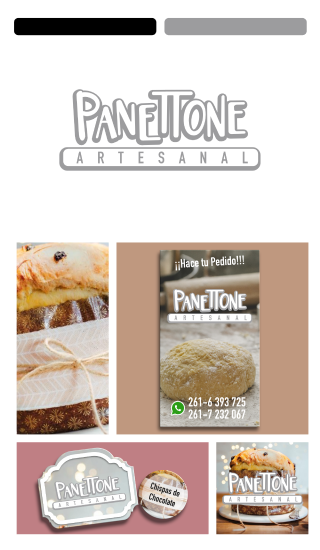 PANETTONE
ARTESANAL
¡¡Hace tu Pedido!!!
PANETTONE
ARTESANAL
261-6 393 725
261-7 232 067
PANETTONE
ARTESANAL
Chispas de
Chocolate
PANETTONE
ARTESANAL